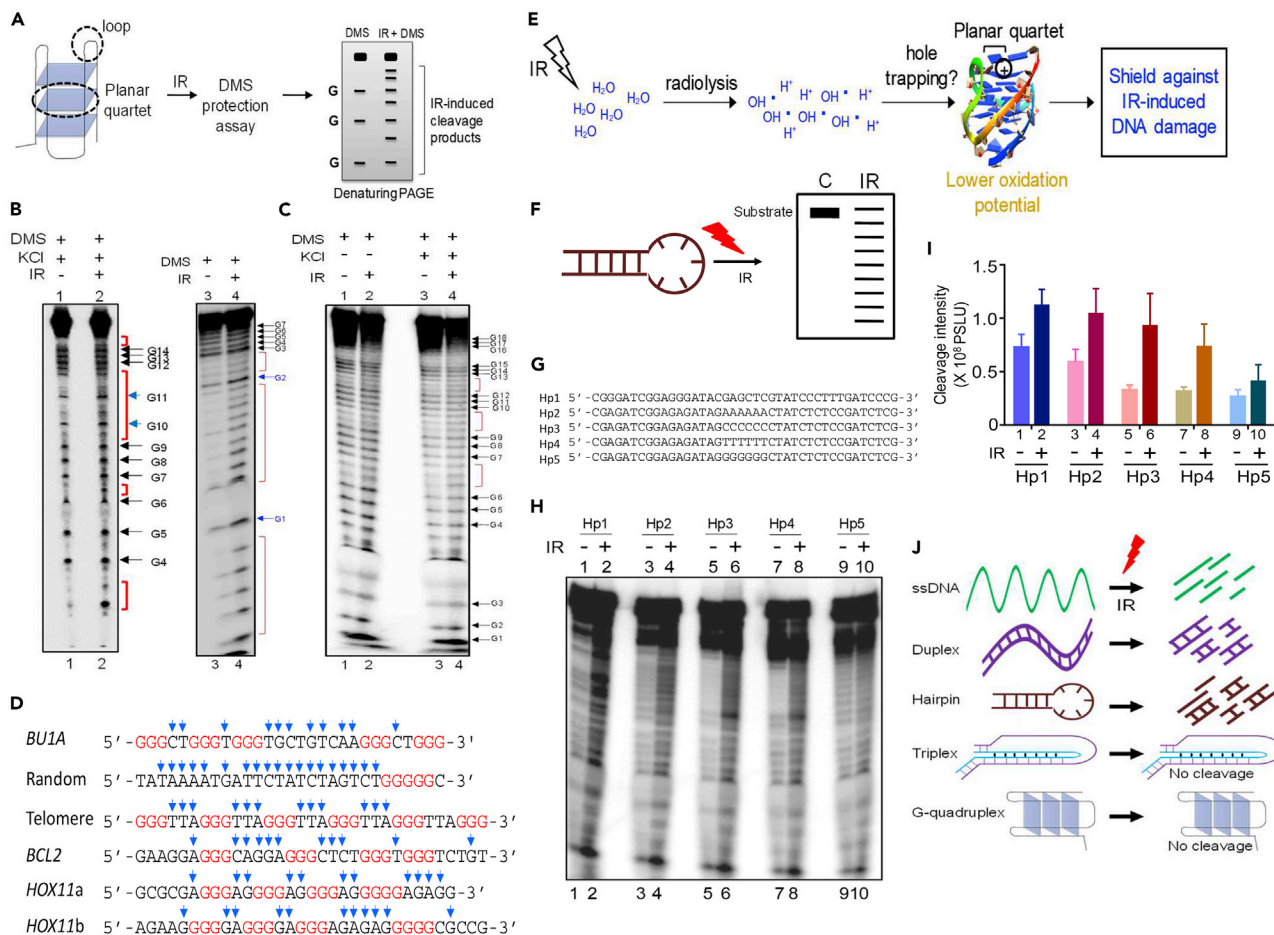 A
loop
Planar
quartet
IR
DMS
protection
assay
DMS IR + DMS
G
G
G
IR-induced
cleavage
products
Denaturing PAGE
E
IR
H₂O
H₂O
H₂O
H₂O H₂O
H₂O
radiolysis
OH· H⁺ OH· H⁺
OH· H⁺ OH· H⁺ OH· H⁺
hole
trapping?
Planar quartet
+
Lower oxidation
potential
Shield against
IR-induced
DNA damage
B
DMS + +
KCl + +
IR - +
1 2
G14
G13
G12
G11
G10
G9
G8
G7
G6
G5
G4
1 2
DMS + +
IR - +
3 4
G7
G6
G5
G4
G3
G2
G1
3 4
C
DMS + + + +
KCl - - + +
IR - + - +
1 2 3 4
G18
G17
G16
G15
G14
G13
G12
G11
G10
G9
G8
G7
G6
G5
G4
G3
G2
G1
1 2 3 4
D
BU1A 5′-GGGCTGGGTGGGTGCTGTCAAGGGCTGGG-3′
Random 5′-TATAAAATGATTCTATCTAGTCTGGGGGC-3′
Telomere 5′-GGGTTAGGGTTAGGGTTAGGGTTAGGGTTAGGG-3′
BCL2 5′-GAAGGAGGGCAGGAGGGCTCTGGGTGGGTCTGT-3′
HOX11a 5′-GCGCGAGGGAGGGGAGGGGAGGGGGAGAGG-3′
HOX11b 5′-AGAAGGGGGAGGGGAGGGAGAGAGGGGGCGCCG-3′
F
C IR
Substrate
IR
G
Hp1 5′-CGGGATCGGAGGGATACGAGCTCGTATCCCTTTGATCCCG-3′
Hp2 5′-CGAGATCGGAGAGATAGAAAAAACTATCTCTCCGATCTCG-3′
Hp3 5′-CGAGATCGGAGAGATAGCCCCCCCTATCTCTCCGATCTCG-3′
Hp4 5′-CGAGATCGGAGAGATAGTTTTTTCTATCTCTCCGATCTCG-3′
Hp5 5′-CGAGATCGGAGAGATAGGGGGGGCTATCTCTCCGATCTCG-3′
H
Hp1 Hp2 Hp3 Hp4 Hp5
IR - + - + - + - + - +
1 2 3 4 5 6 7 8 9 10
1 2 3 4 5 6 7 8 9 10
I
Cleavage intensity
(X 10⁸ PSLU)
1.5
1.0
0.5
0
1 2 3 4 5 6 7 8 9 10
IR - + - + - + - + - +
Hp1 Hp2 Hp3 Hp4 Hp5
J
ssDNA
IR
Duplex
Hairpin
Triplex
No cleavage
G-quadruplex
No cleavage